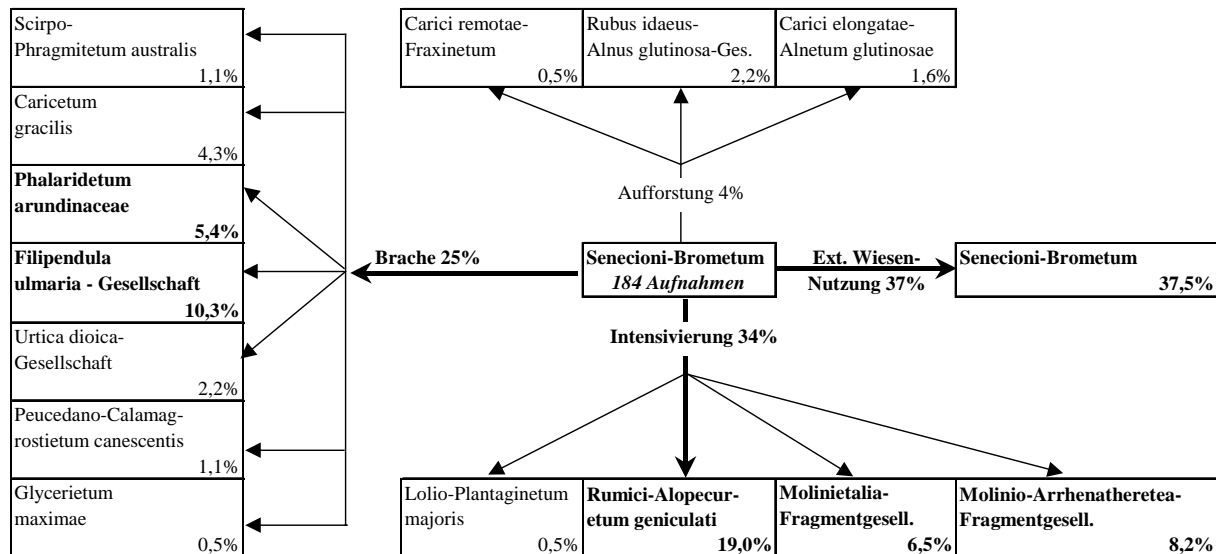 Scirpo-
Phragmitetum australis
1,1%
Caricetum
gracilis
4,3%
Phalaridetum
arundinaceae
5,4%
Filipendula
ulmaria - Gesellschaft
10,3%
Urtica dioica-
Gesellschaft
2,2%
Peucedano-Calamag-
rostietum canescentis
1,1%
Glycerietum
maximae
0,5%
Brache 25%
Carici remotae-
Fraxinetum
0,5%
Rubus idaeus-
Alnus glutinosa-Ges.
2,2%
Carici elongatae-
Alnetum glutinosae
1,6%
Aufforstung 4%
Senecioni-Brometum
184 Aufnahmen
Ext. Wiesen-
Nutzung 37%
Senecioni-Brometum
37,5%
Intensivierung 34%
Lolio-Plantaginetum
majoris
0,5%
Rumici-Alopecur-
etum geniculati
19,0%
Molinietalia-
Fragmentgesell.
6,5%
Molinio-Arrhenatheretea-
Fragmentgesell.
8,2%